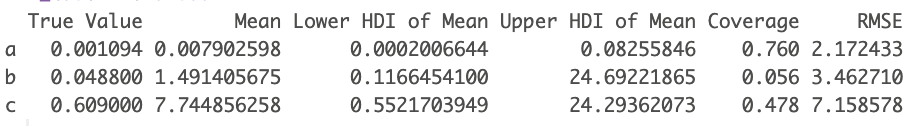 True Value Mean Lower HDI of Mean Upper HDI of Mean Coverage RMSE
a 0.001094 0.007902598 0.0002006644 0.08255846 0.760 2.172433
b 0.048800 1.491405675 0.1166454100 24.69221865 0.056 3.462710
c 0.609000 7.744856258 0.5521703949 24.29362073 0.478 7.158578